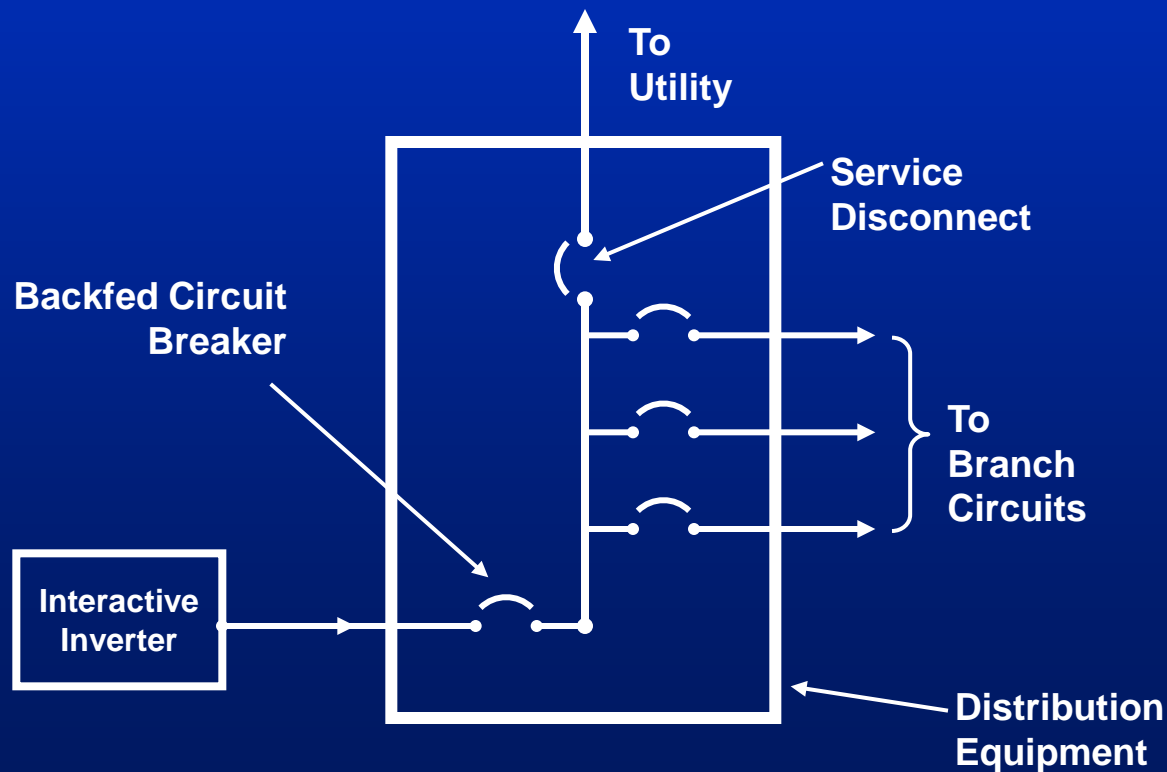 To
Utility
Service
Disconnect
Backfed Circuit
Breaker
To
Branch
Circuits
Interactive
Inverter
Distribution
Equipment